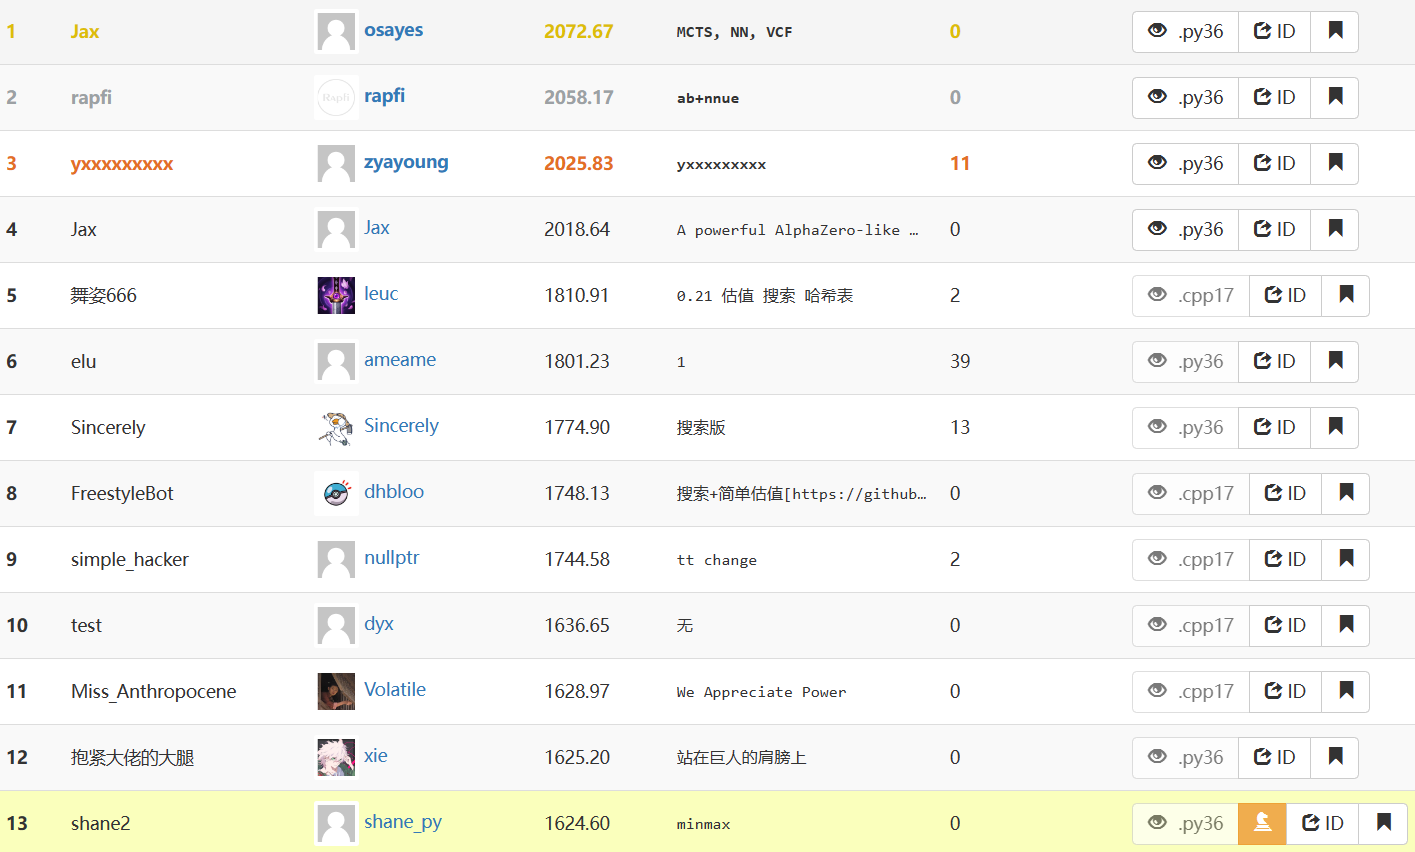 1 Jax osayes 2072.67 MCTS, NN, VCF 0 .py36 ID
2 rapfi Rapfi rapfi 2058.17 ab+nnue 0 .py36 ID
3 yxxxxxxxxx zyayoung 2025.83 yxxxxxxxxx 11 .py36 ID
4 Jax Jax 2018.64 A powerful AlphaZero-like … 0 .py36 ID
5 舞姿666 leuc 1810.91 0.21 估值 搜索 哈希表 2 .cpp17 ID
6 elu ameame 1801.23 1 39 .py36 ID
7 Sincerely Sincerely 1774.90 搜索版 13 .py36 ID
8 FreestyleBot dhbloo 1748.13 搜索+简单估值[https://github… 0 .cpp17 ID
9 simple_hacker nullptr 1744.58 tt change 2 .cpp17 ID
10 test dyx 1636.65 无 0 .cpp17 ID
11 Miss_Anthropocene Volatile 1628.97 We Appreciate Power 0 .cpp17 ID
12 抱紧大佬的大腿 xie 1625.20 站在巨人的肩膀上 0 .py36 ID
13 shane2 shane_py 1624.60 minmax 0 .py36 ID